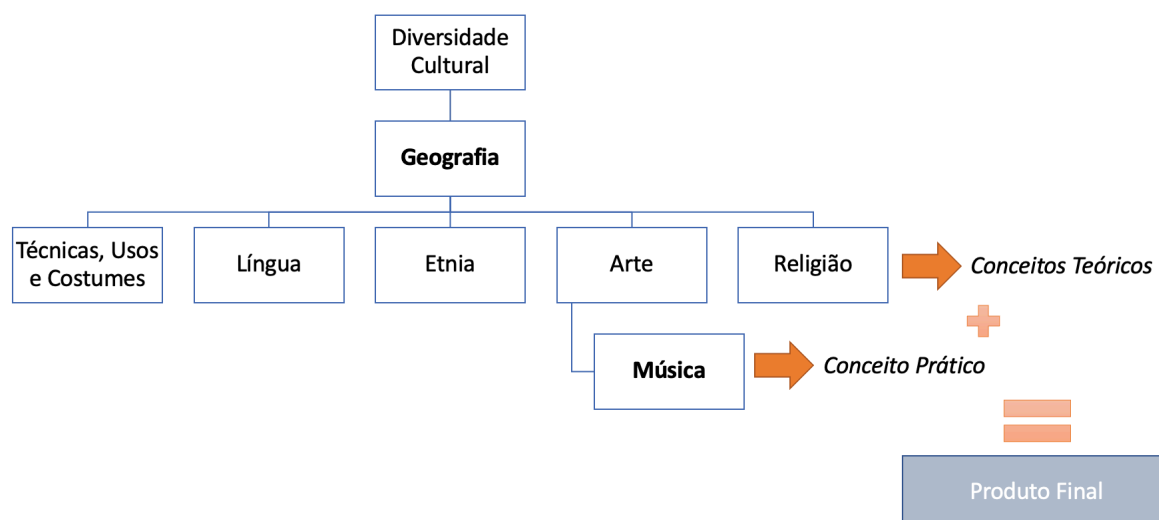 Diversidade
Cultural
Geografia
Técnicas, Usos
e Costumes
Língua
Etnia
Arte
Religião
Conceitos Teóricos
Música
Conceito Prático
Produto Final